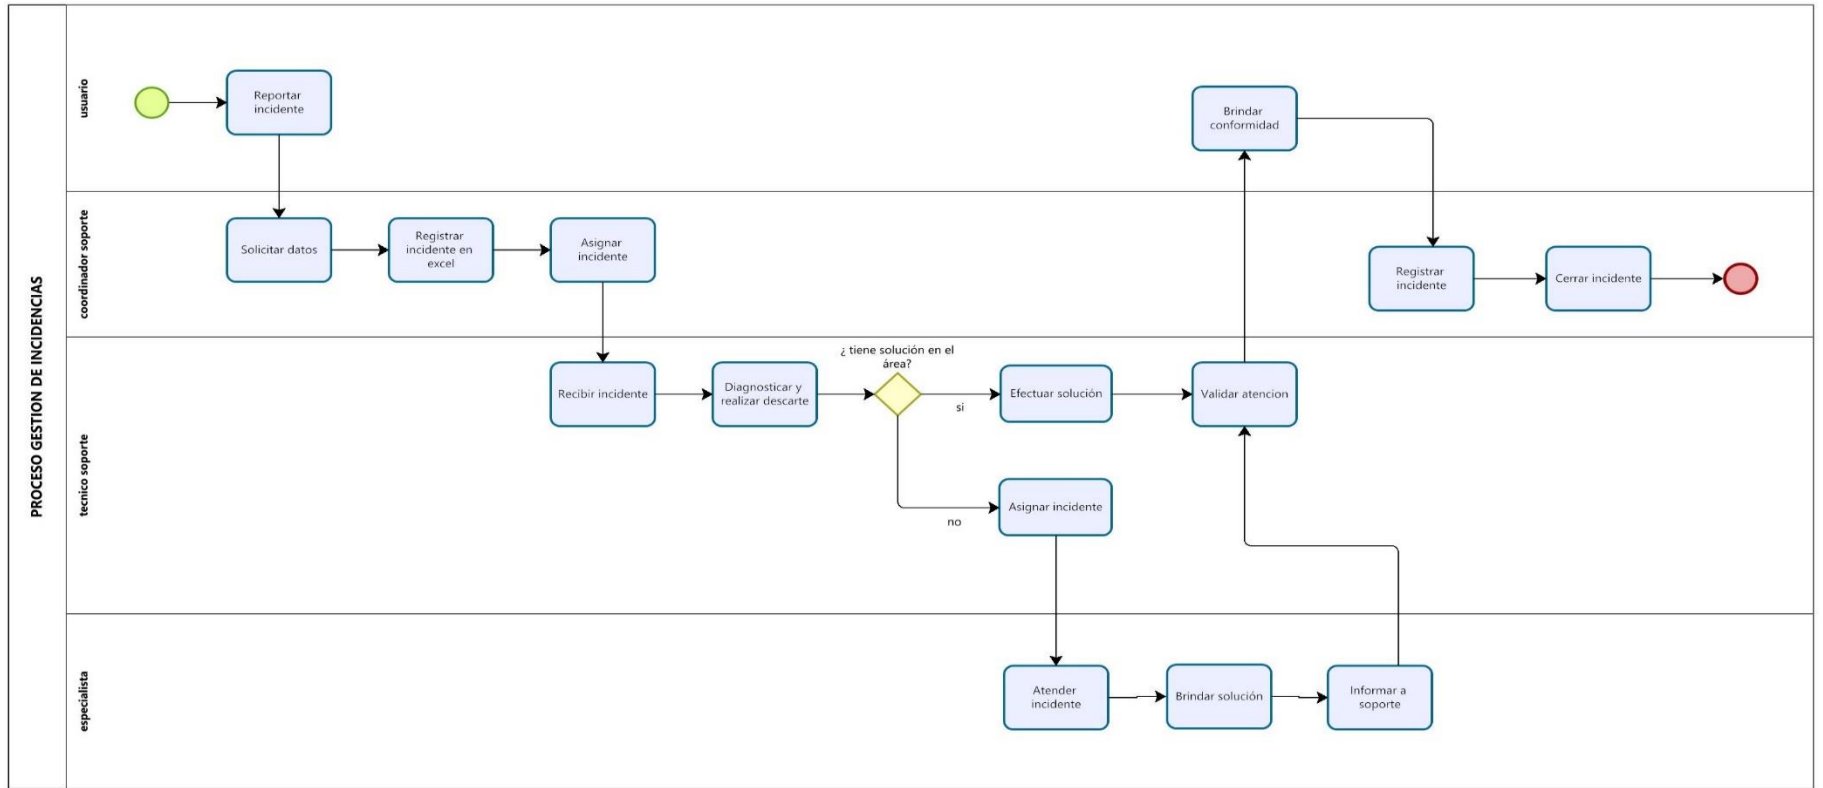 PROCESO GESTION DE INCIDENCIAS
usuario
Reportar
incidente
Brindar
conformidad
coordinador soporte
Solicitar datos
Registrar
incidente en
excel
Asignar
incidente
Registrar
incidente
Cerrar incidente
tecnico soporte
Recibir incidente
Diagnosticar y
realizar descarte
¿ tiene solución en el
área?
si
no
Efectuar solución
Validar atencion
Asignar incidente
especialista
Atender
incidente
Brindar solución
Informar a
soporte